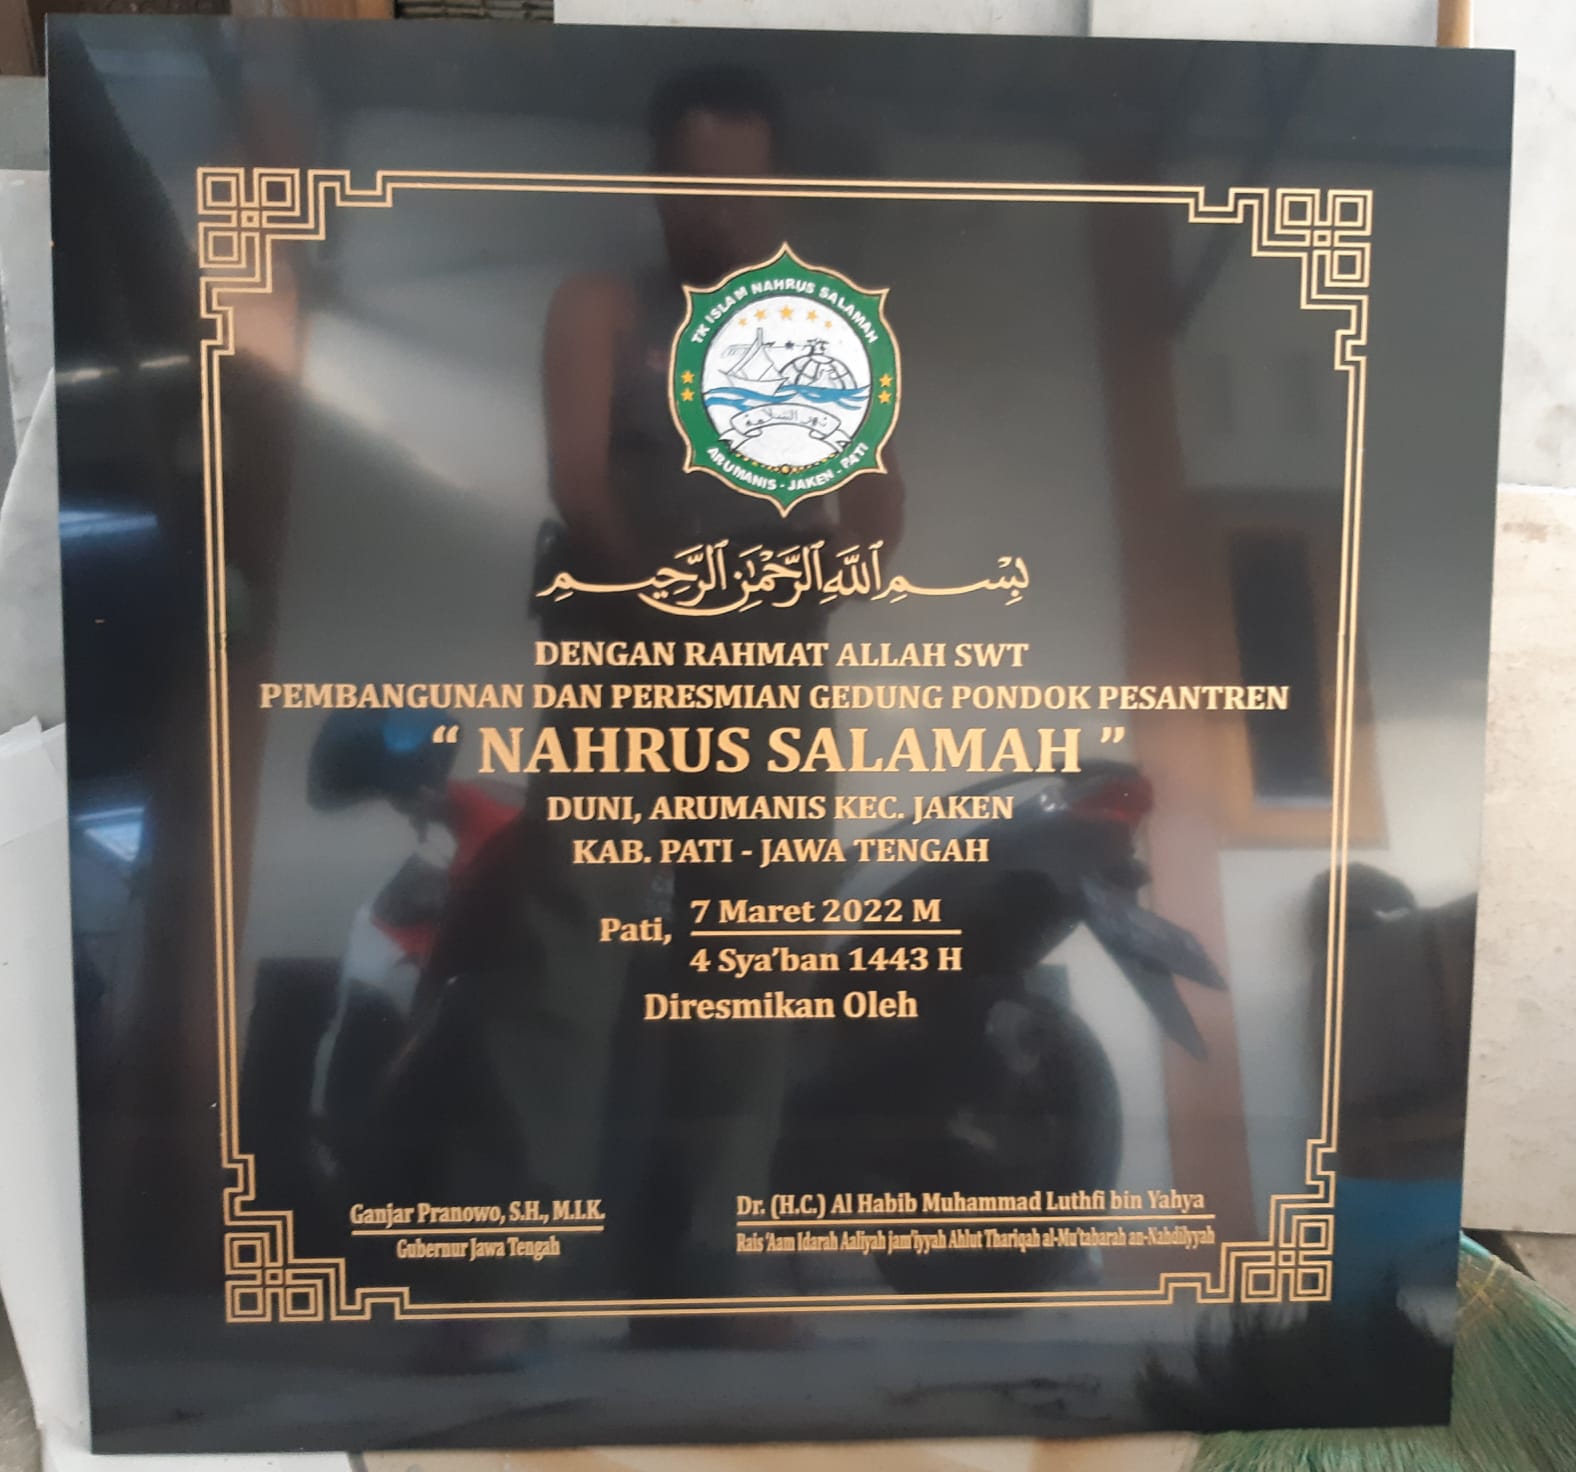 TK ISLAM NAHRUS SALAMAH
نهر السلامة
ARUMANIS - JAKEN - PATI
بِسْمِ اللَّهِ الرَّحْمَٰنِ الرَّحِيمِ
DENGAN RAHMAT ALLAH SWT
PEMBANGUNAN DAN PERESMIAN GEDUNG PONDOK PESANTREN
“ NAHRUS SALAMAH ”
DUNI, ARUMANIS KEC. JAKEN
KAB. PATI - JAWA TENGAH
Pati, 7 Maret 2022 M
4 Sya’ban 1443 H
Diresmikan Oleh
Ganjar Pranowo, S.H., M.I.K.
Gubernur Jawa Tengah
Dr. (H.C.) Al Habib Muhammad Luthfi bin Yahya
Rais ‘Aam Idarah Aaliyah jam’iyyah Ahlut Thariqah al-Mu’tabarah an-Nahdilyyah